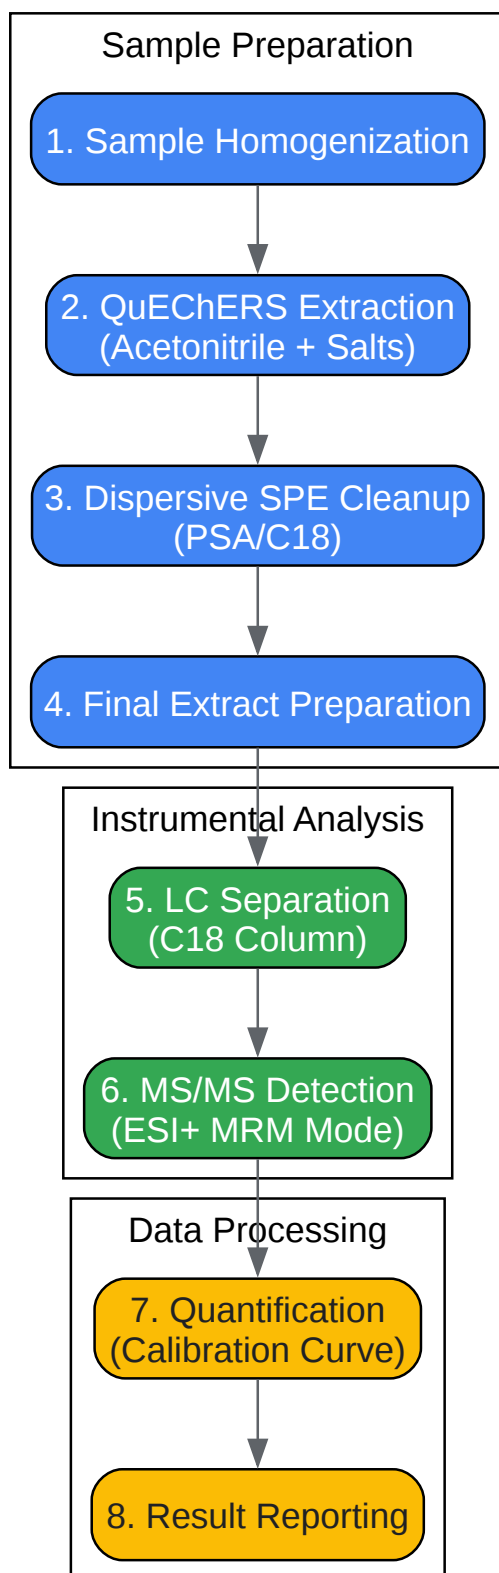 Sample Preparation
1. Sample Homogenization
2. QuEChERS Extraction
(Acetonitrile + Salts)
3. Dispersive SPE Cleanup
(PSA/C18)
4. Final Extract Preparation
Instrumental Analysis
5. LC Separation
(C18 Column)
6. MS/MS Detection
(ESI+ MRM Mode)
Data Processing
7. Quantification
(Calibration Curve)
8. Result Reporting